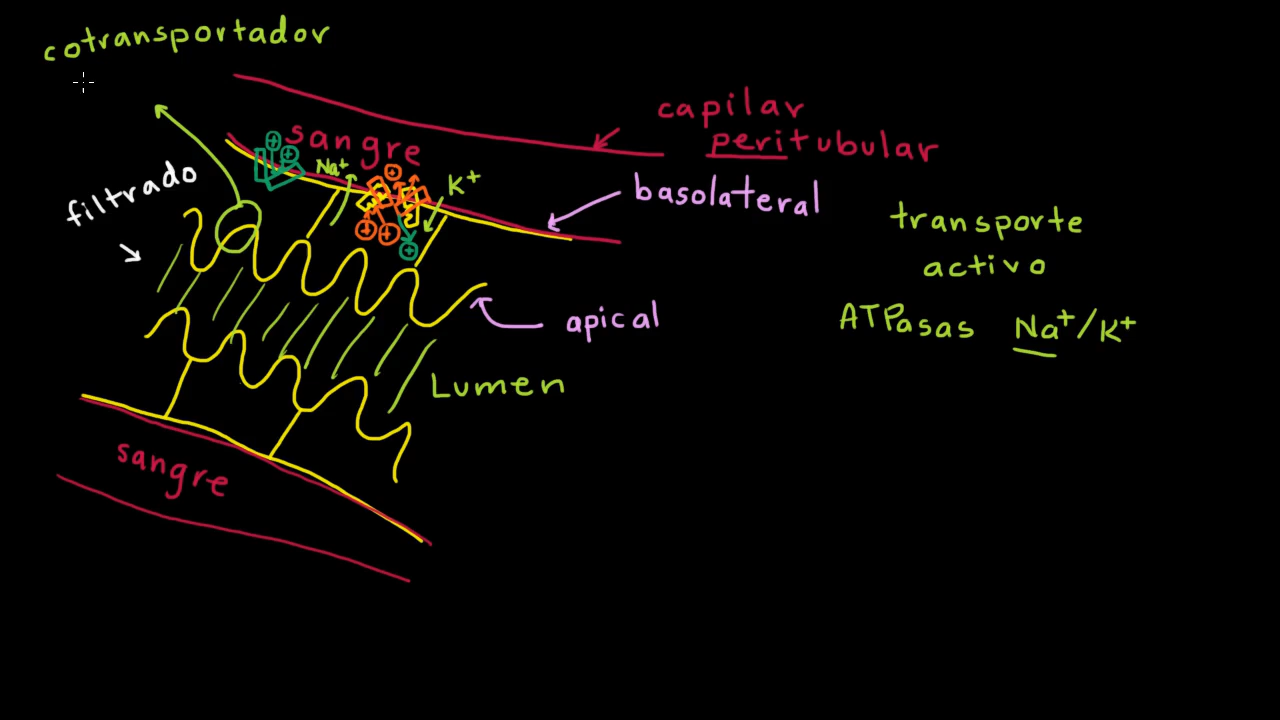 cotransportador
capilar
peritubular
sangre
filtrado
Na+
K+
basolateral
transporte
activo
apical
ATPasas Na+/K+
Lumen
sangre